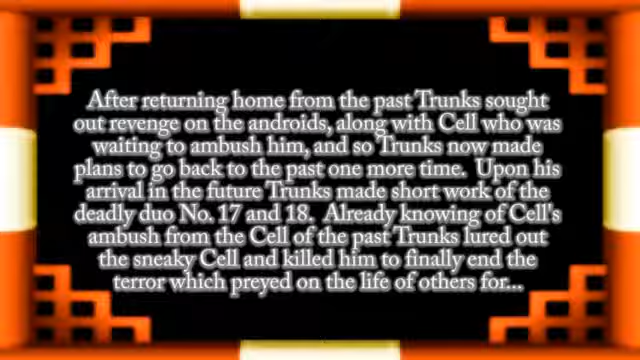 After returning home from the past Trunks sought
out revenge on the androids, along with Cell who was
waiting to ambush him, and so Trunks now made
plans to go back to the past one more time. Upon his
arrival in the future Trunks made short work of the
deadly duo No. 17 and 18. Already knowing of Cell's
ambush from the Cell of the past Trunks lured out
the sneaky Cell and killed him to finally end the
terror which preyed on the life of others for...